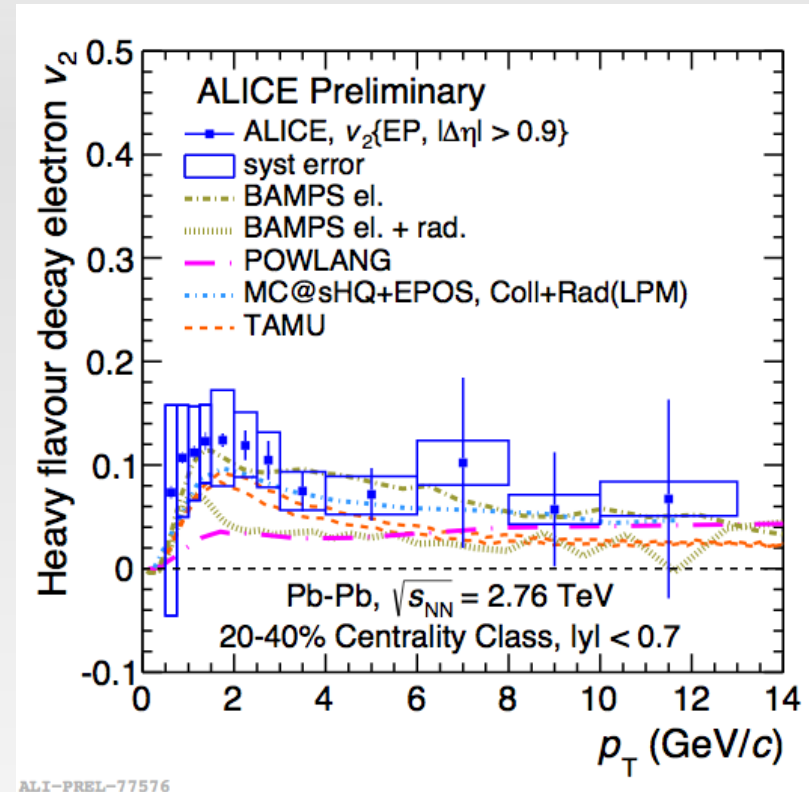 Heavy flavour decay electron v₂
0.5
0.4
0.3
0.2
0.1
0
-0.1
ALICE Preliminary
ALICE, v₂{EP, |Δη| > 0.9}
syst error
BAMPS el.
BAMPS el. + rad.
POWLANG
MC@sHQ+EPOS, Coll+Rad(LPM)
TAMU
Pb-Pb, √s_NN = 2.76 TeV
20-40% Centrality Class, |y| < 0.7
0 2 4 6 8 10 12 14
p_T (GeV/c)
ALI-PREL-77576